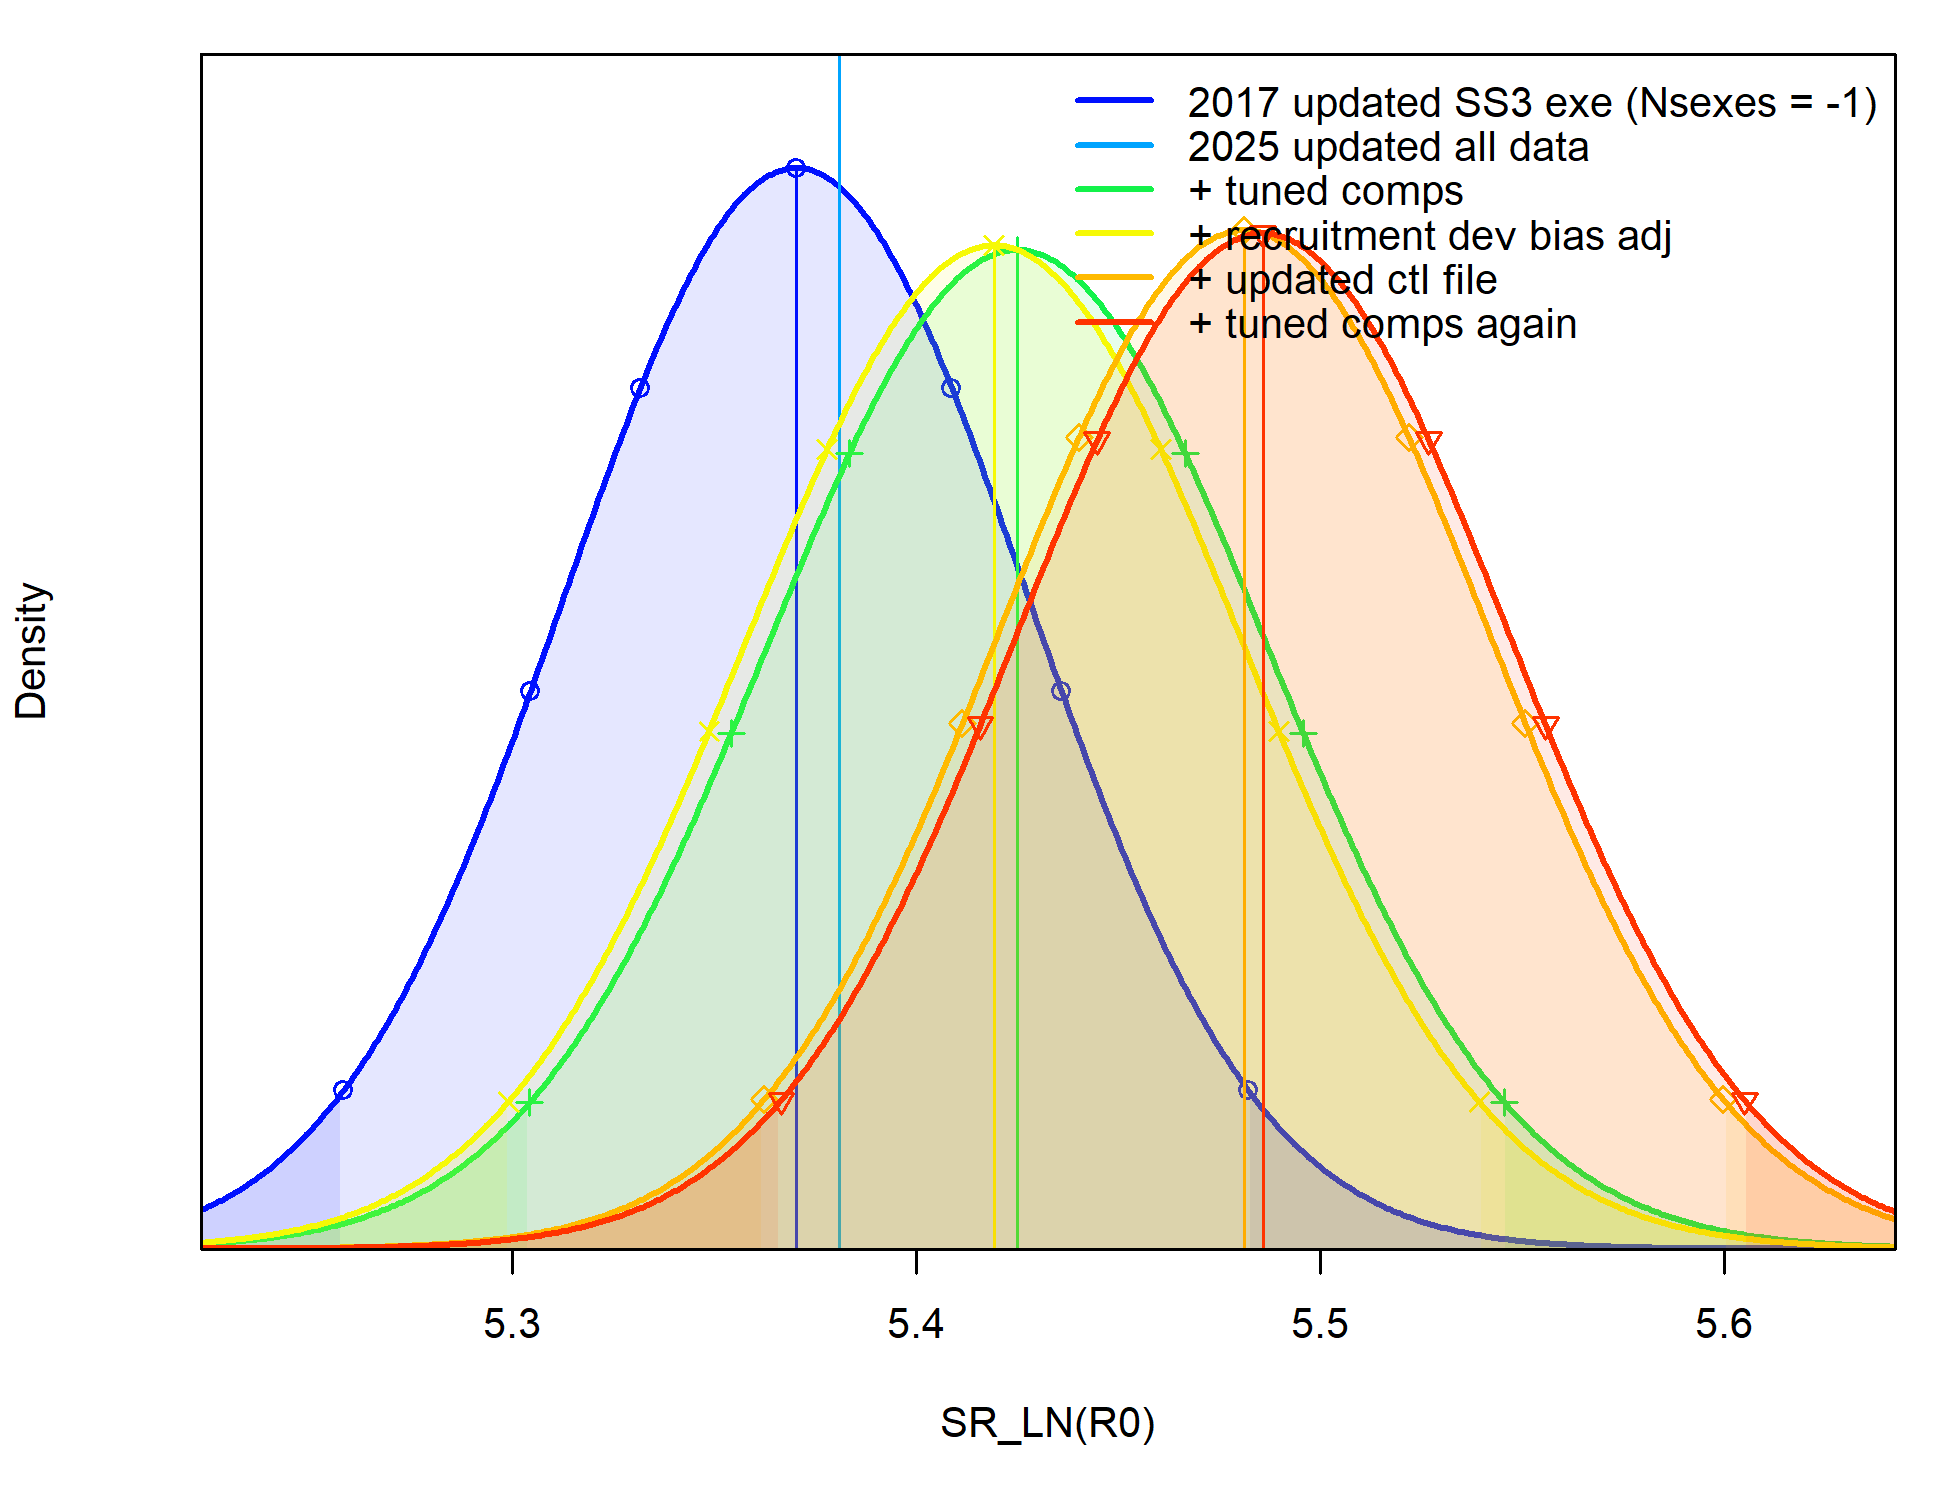 2017 updated SS3 exe (Nsexes = -1)
2025 updated all data
+ tuned comps
+ recruitment dev bias adj
+ updated ctl file
+ tuned comps again
Density
5.3
5.4
5.5
5.6
SR_LN(R0)